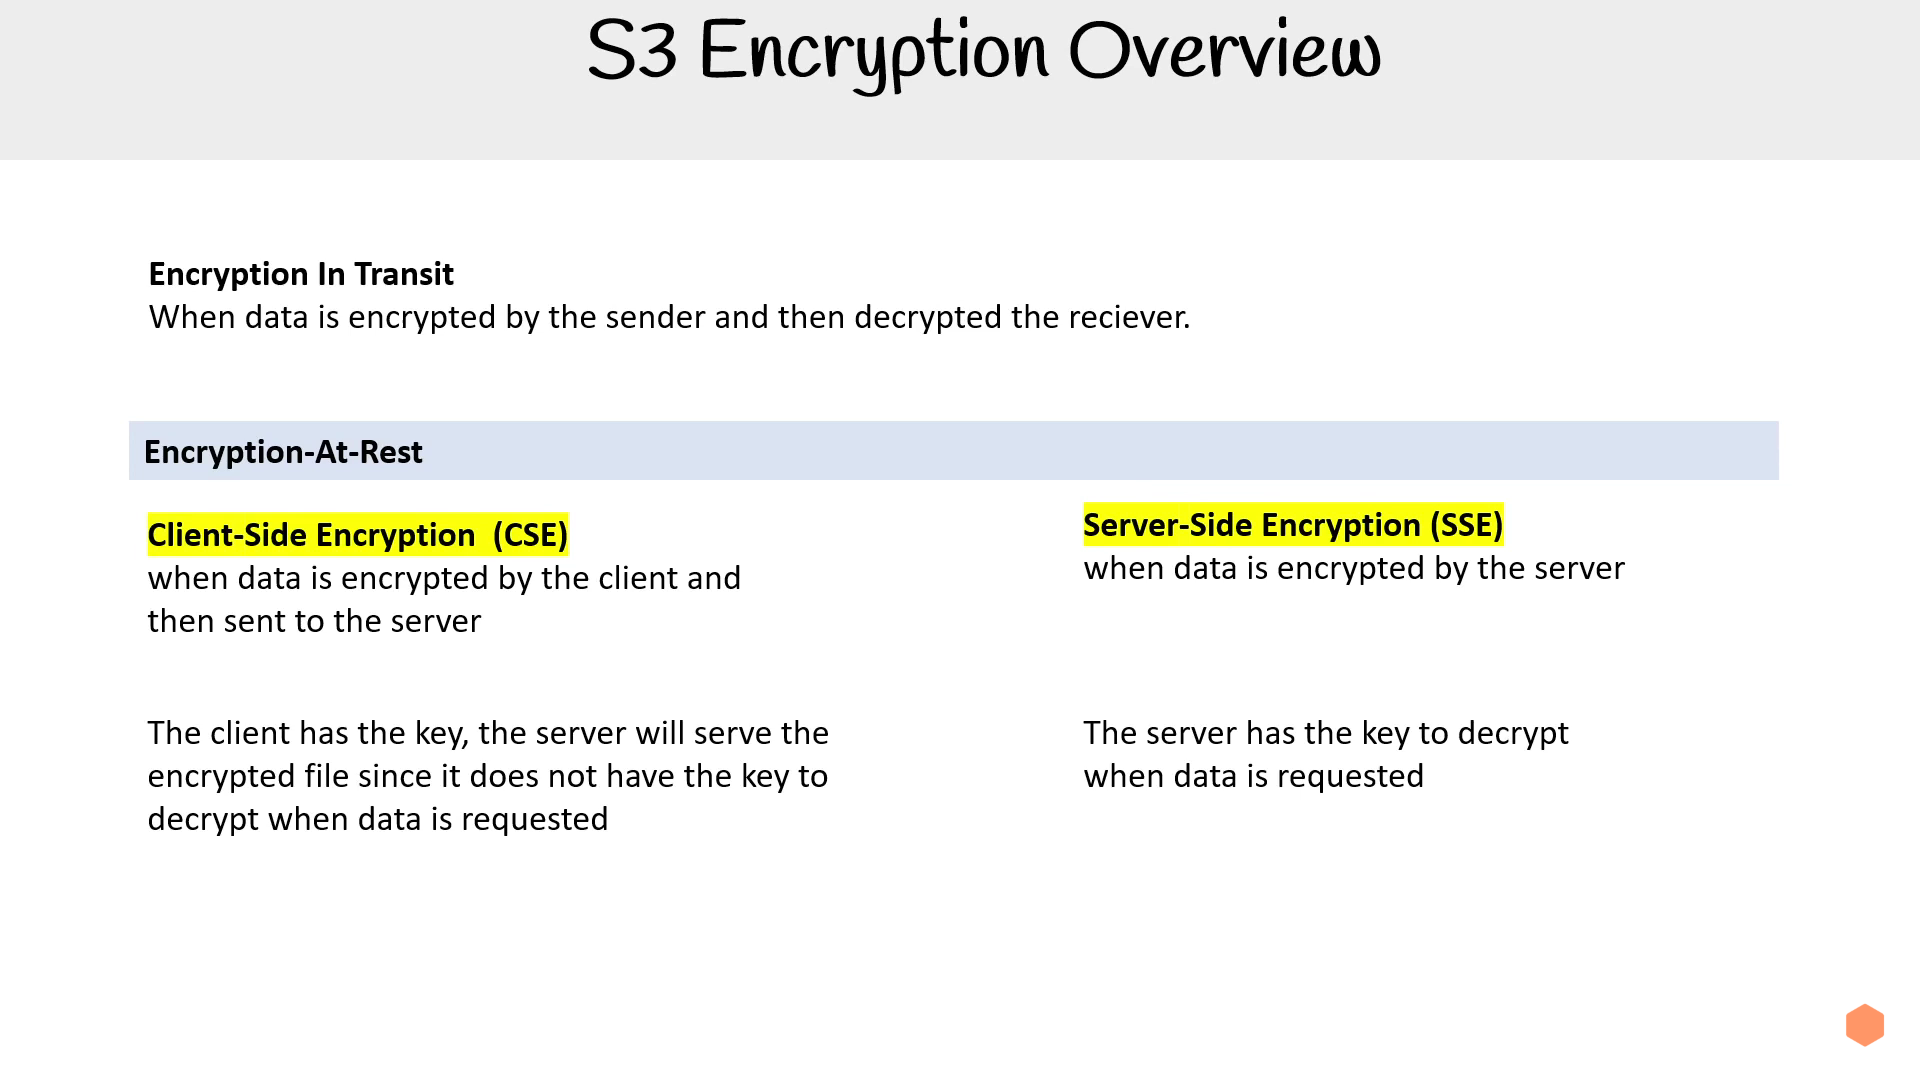 S3 Encryption Overview
Encryption In Transit
When data is encrypted by the sender and then decrypted the reciever.
Encryption-At-Rest
Client-Side Encryption  (CSE)
when data is encrypted by the client and
then sent to the server
The client has the key, the server will serve the
encrypted file since it does not have the key to
decrypt when data is requested
Server-Side Encryption (SSE)
when data is encrypted by the server
The server has the key to decrypt
when data is requested